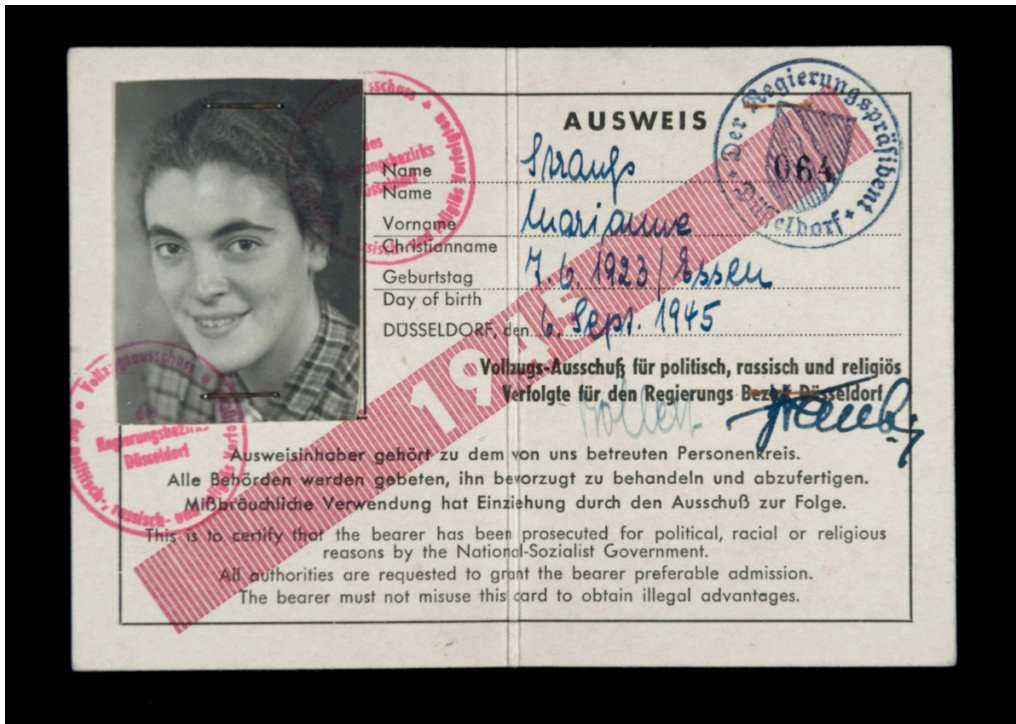 AUSWEIS
Name Strauß
Name
Vorname Marianne
Christianname
Geburtstag 7.6.1923/Essen
Day of birth
DÜSSELDORF, den 6. Sept. 1945
Vollzugs-Ausschuß für politisch, rassisch und religiös
Verfolgte für den Regierungs Bezirk Düsseldorf
1945
Ausweisinhaber gehört zu dem von uns betreuten Personenkreis.
Alle Behörden werden gebeten, ihn bevorzugt zu behandeln und abzufertigen.
Mißbräuchliche Verwendung hat Einziehung durch den Ausschuß zur Folge.
This is to certify that the bearer has been prosecuted for political, racial or religious
reasons by the National-Sozialist Government.
All authorities are requested to grant the bearer preferable admission.
The bearer must not misuse this card to obtain illegal advantages.
Der Regierungspräsident
Düsseldorf
064
des
Regierungsbezirks
Düsseldorf
Regierungsbezirks
Düsseldorf